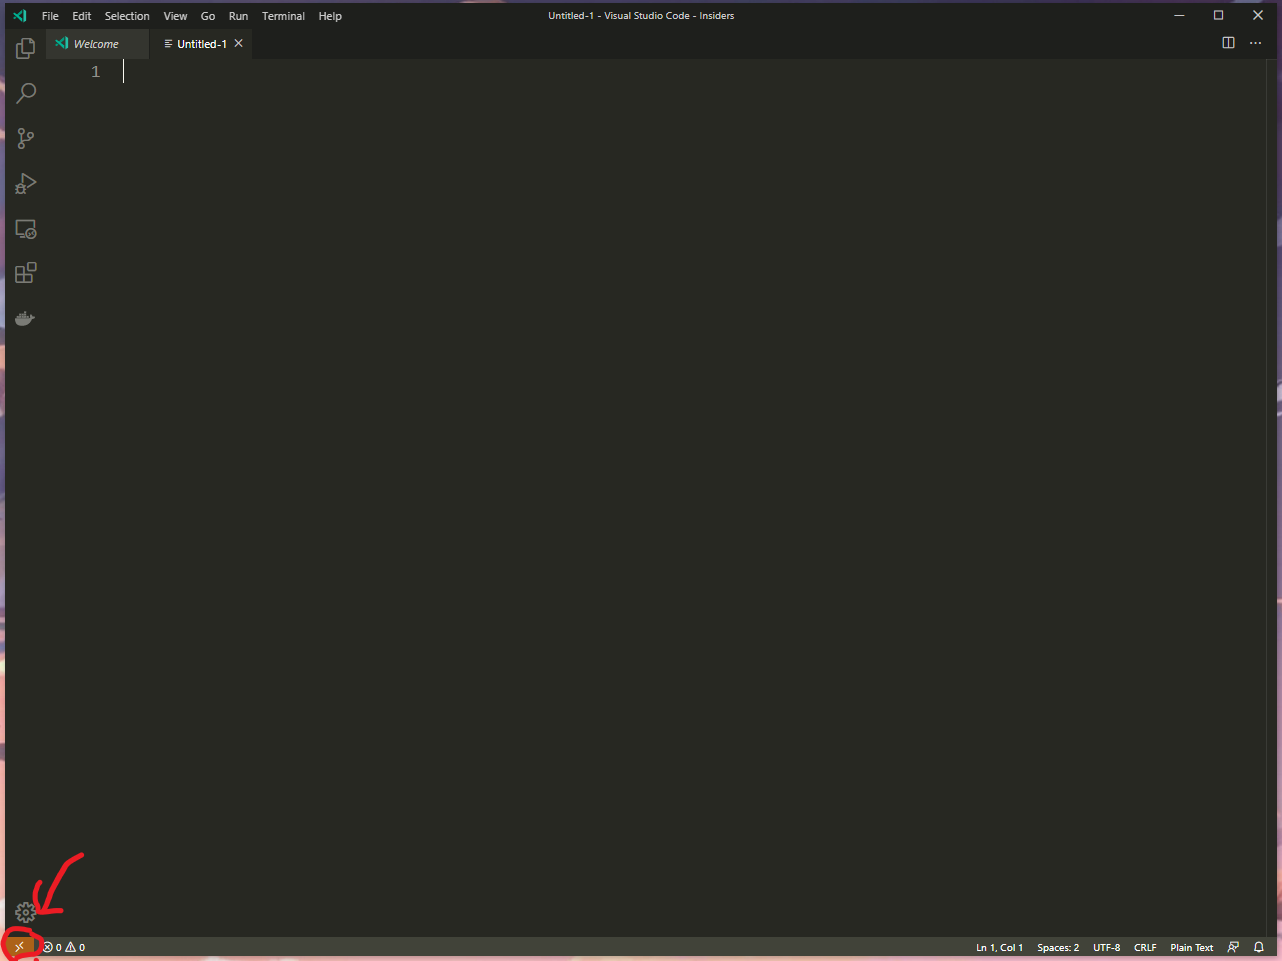 File Edit Selection View Go Run Terminal Help Untitled-1 - Visual Studio Code - Insiders
Welcome Untitled-1
1
0 0 Ln 1, Col 1 Spaces: 2 UTF-8 CRLF Plain Text